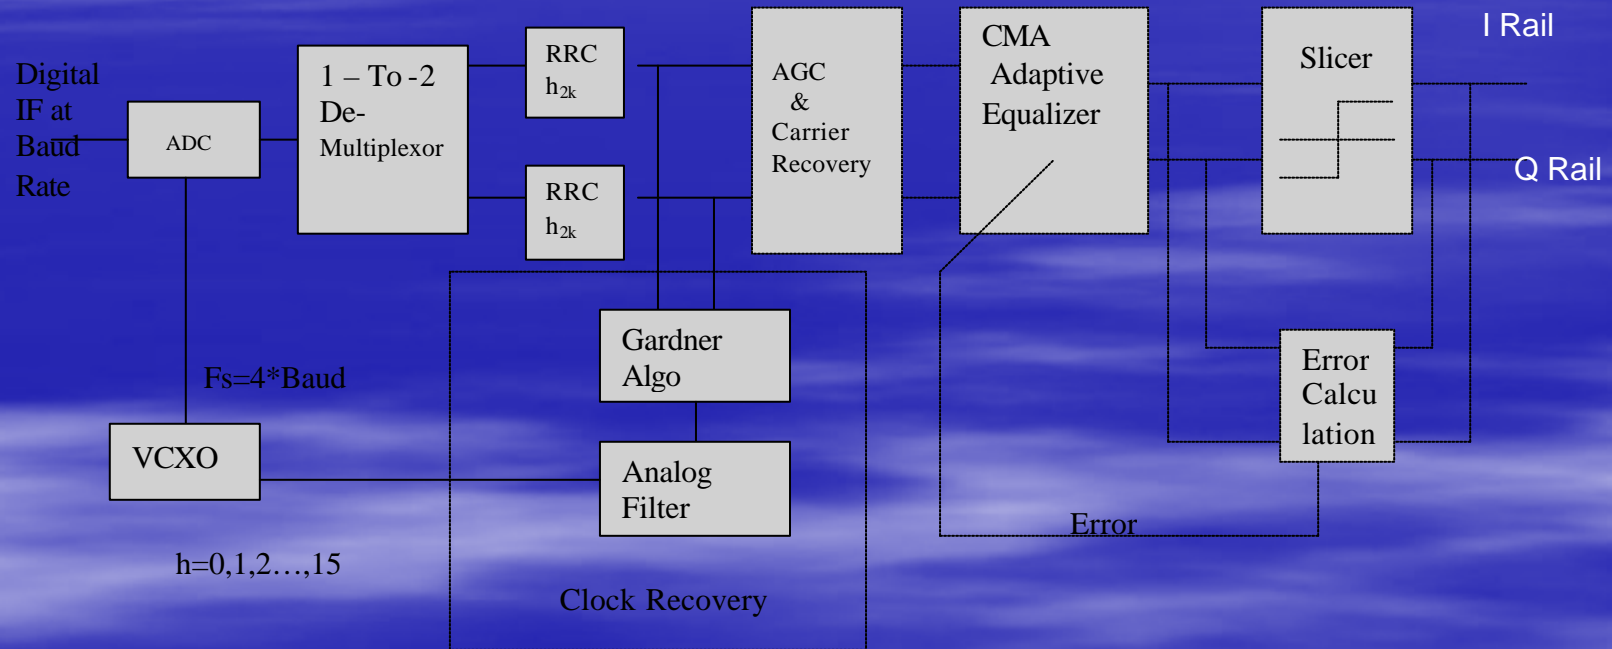 Digital
IF at
Baud
Rate
ADC
1 – To -2
De-
Multiplexor
RRC
h2k
RRC
h2k
AGC
&
Carrier
Recovery
CMA
Adaptive
Equalizer
Slicer
I Rail
Q Rail
Fs=4*Baud
VCXO
Gardner
Algo
Analog
Filter
Error
Calcu
lation
Error
h=0,1,2…,15
Clock Recovery